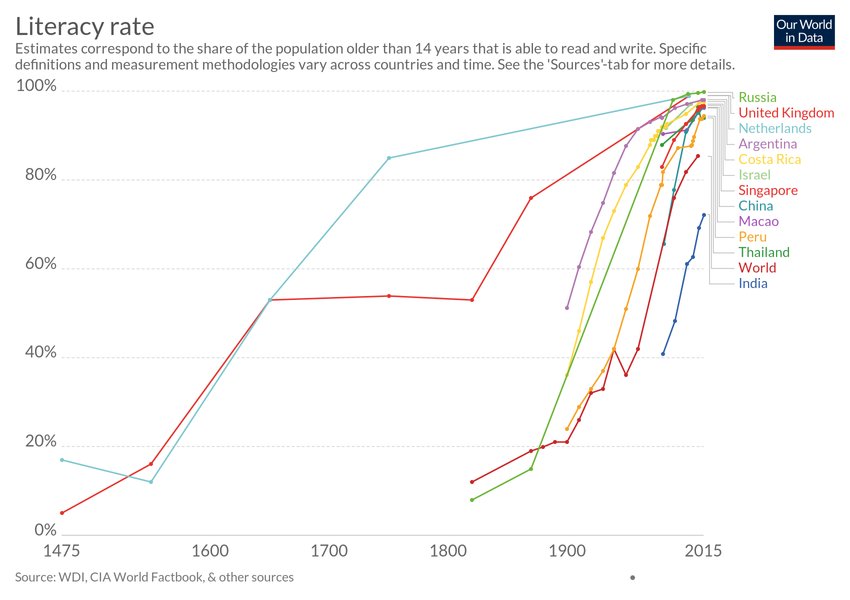 Literacy rate
Our World
in Data
Estimates correspond to the share of the population older than 14 years that is able to read and write. Specific
definitions and measurement methodologies vary across countries and time. See the 'Sources'-tab for more details.
100%
80%
60%
40%
20%
0%
1475
1600
1700
1800
1900
2015
Russia
United Kingdom
Netherlands
Argentina
Costa Rica
Israel
Singapore
China
Macao
Peru
Thailand
World
India
Source: WDI, CIA World Factbook, & other sources